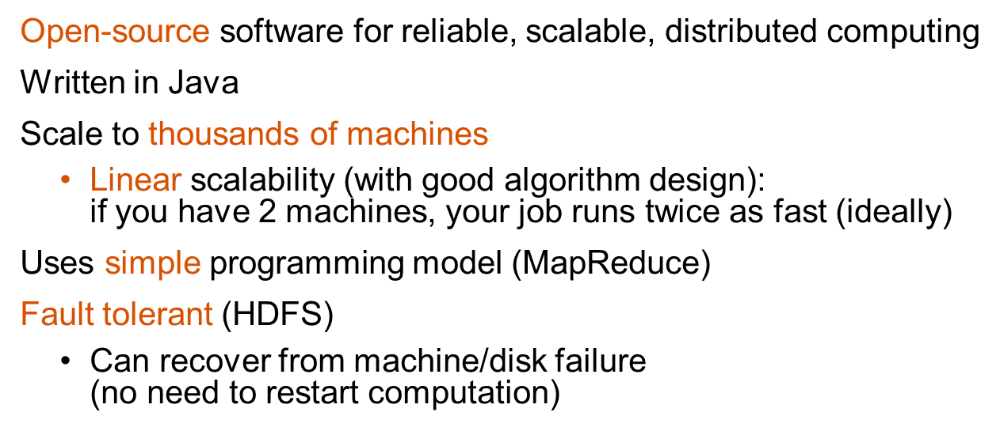 Open-source software for reliable, scalable, distributed computing
Written in Java
Scale to thousands of machines
• Linear scalability (with good algorithm design):
if you have 2 machines, your job runs twice as fast (ideally)
Uses simple programming model (MapReduce)
Fault tolerant (HDFS)
• Can recover from machine/disk failure
(no need to restart computation)